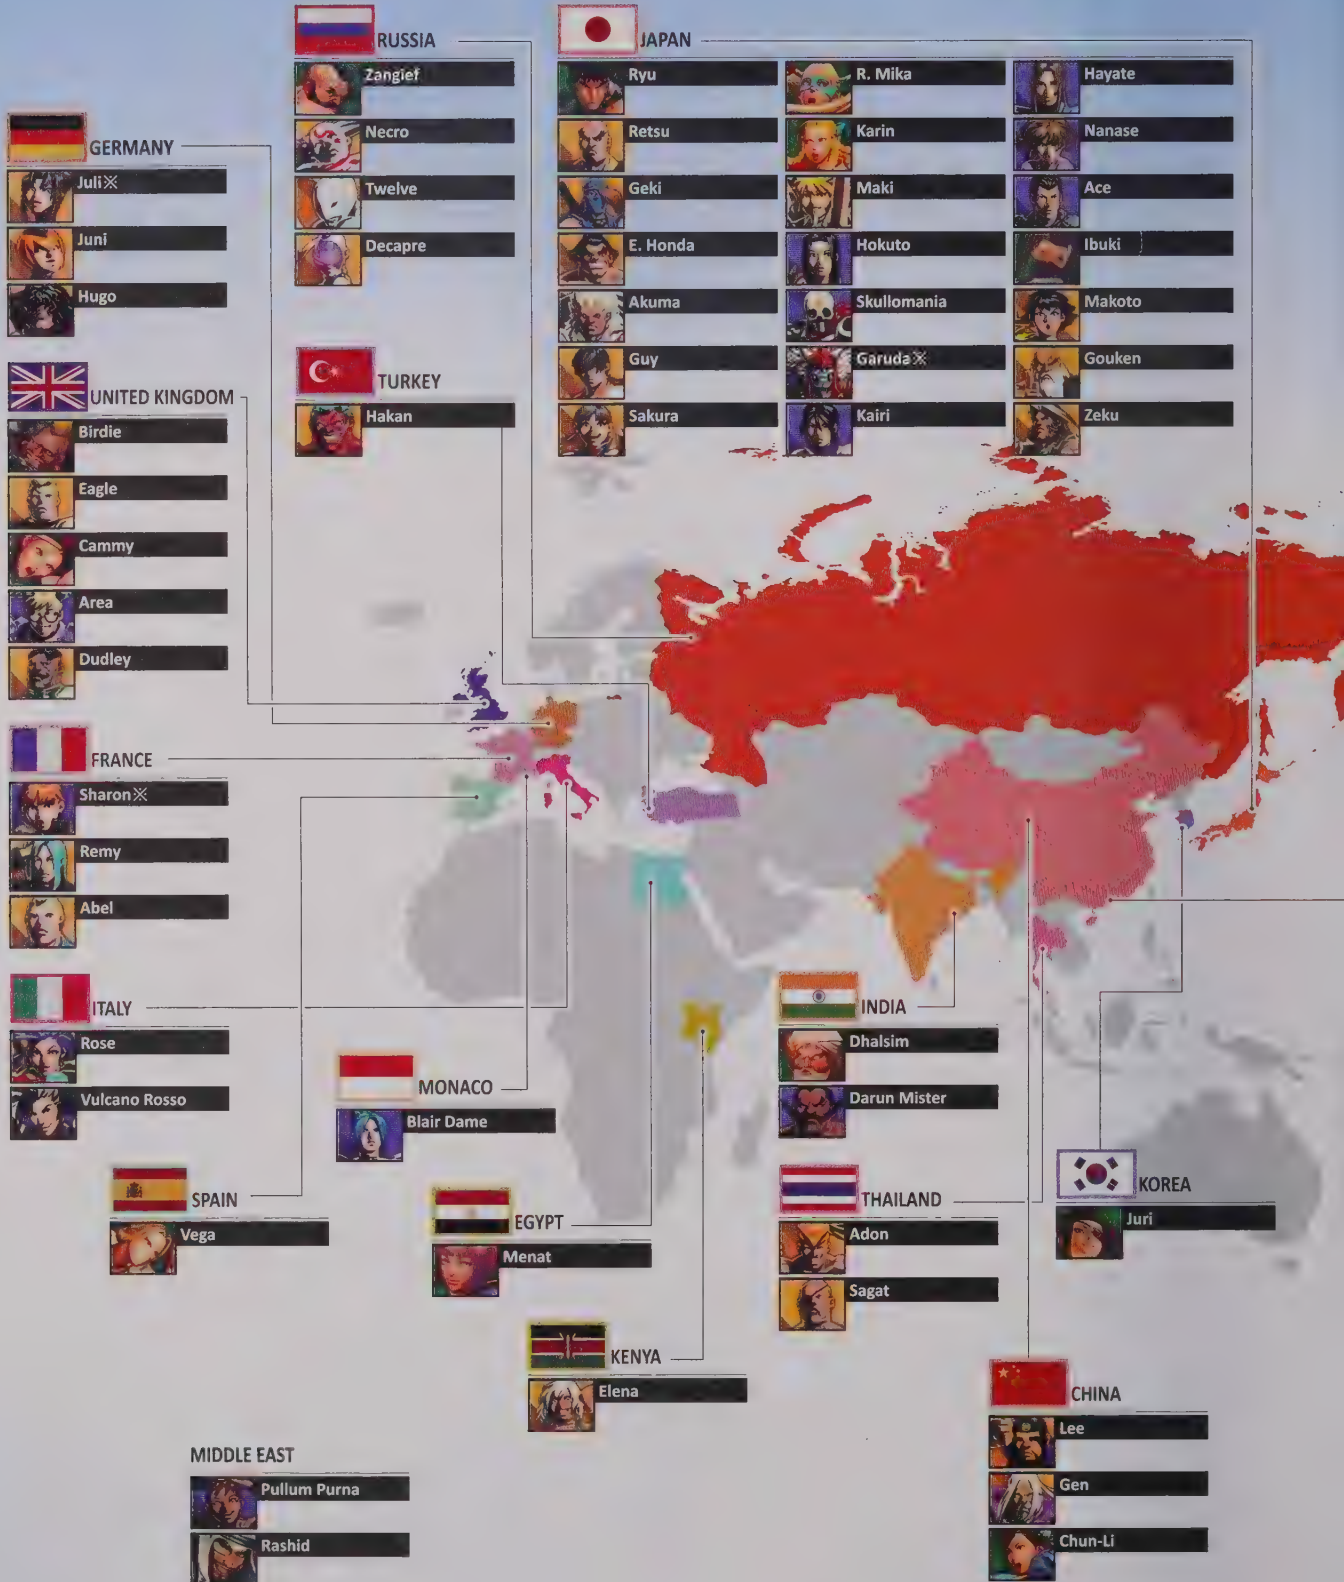 RUSSIA
Zangief
Necro
Twelve
Decapre
JAPAN
Ryu
Retsu
Geki
E. Honda
Akuma
Guy
Sakura
R. Mika
Karin
Maki
Hokuto
Skullomania
Garuda※
Kairi
Hayate
Nanase
Ace
Ibuki
Makoto
Gouken
Zeku
GERMANY
Juli※
Juni
Hugo
TURKEY
Hakan
UNITED KINGDOM
Birdie
Eagle
Cammy
Area
Dudley
FRANCE
Sharon※
Remy
Abel
ITALY
Rose
Vulcano Rosso
MONACO
Blair Dame
SPAIN
Vega
EGYPT
Menat
KENYA
Elena
INDIA
Dhalsim
Darun Mister
THAILAND
Adon
Sagat
KOREA
Juri
CHINA
Lee
Gen
Chun-Li
MIDDLE EAST
Pullum Purna
Rashid